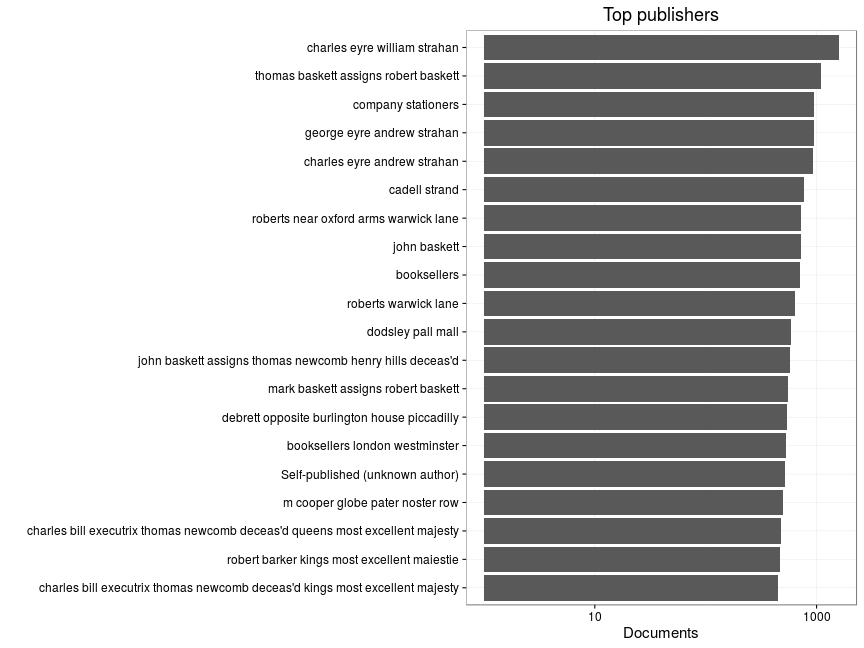 Top publishers
charles eyre william strahan
thomas baskett assigns robert baskett
company stationers
george eyre andrew strahan
charles eyre andrew strahan
cadell strand
roberts near oxford arms warwick lane
john baskett
booksellers
roberts warwick lane
dodsley pall mall
john baskett assigns thomas newcomb henry hills deceas'd
mark baskett assigns robert baskett
debrett opposite burlington house piccadilly
booksellers london westminster
Self-published (unknown author)
m cooper globe pater noster row
charles bill executrix thomas newcomb deceas'd queens most excellent majesty
robert barker kings most excellent maiestie
charles bill executrix thomas newcomb deceas'd kings most excellent majesty
10 1000
Documents